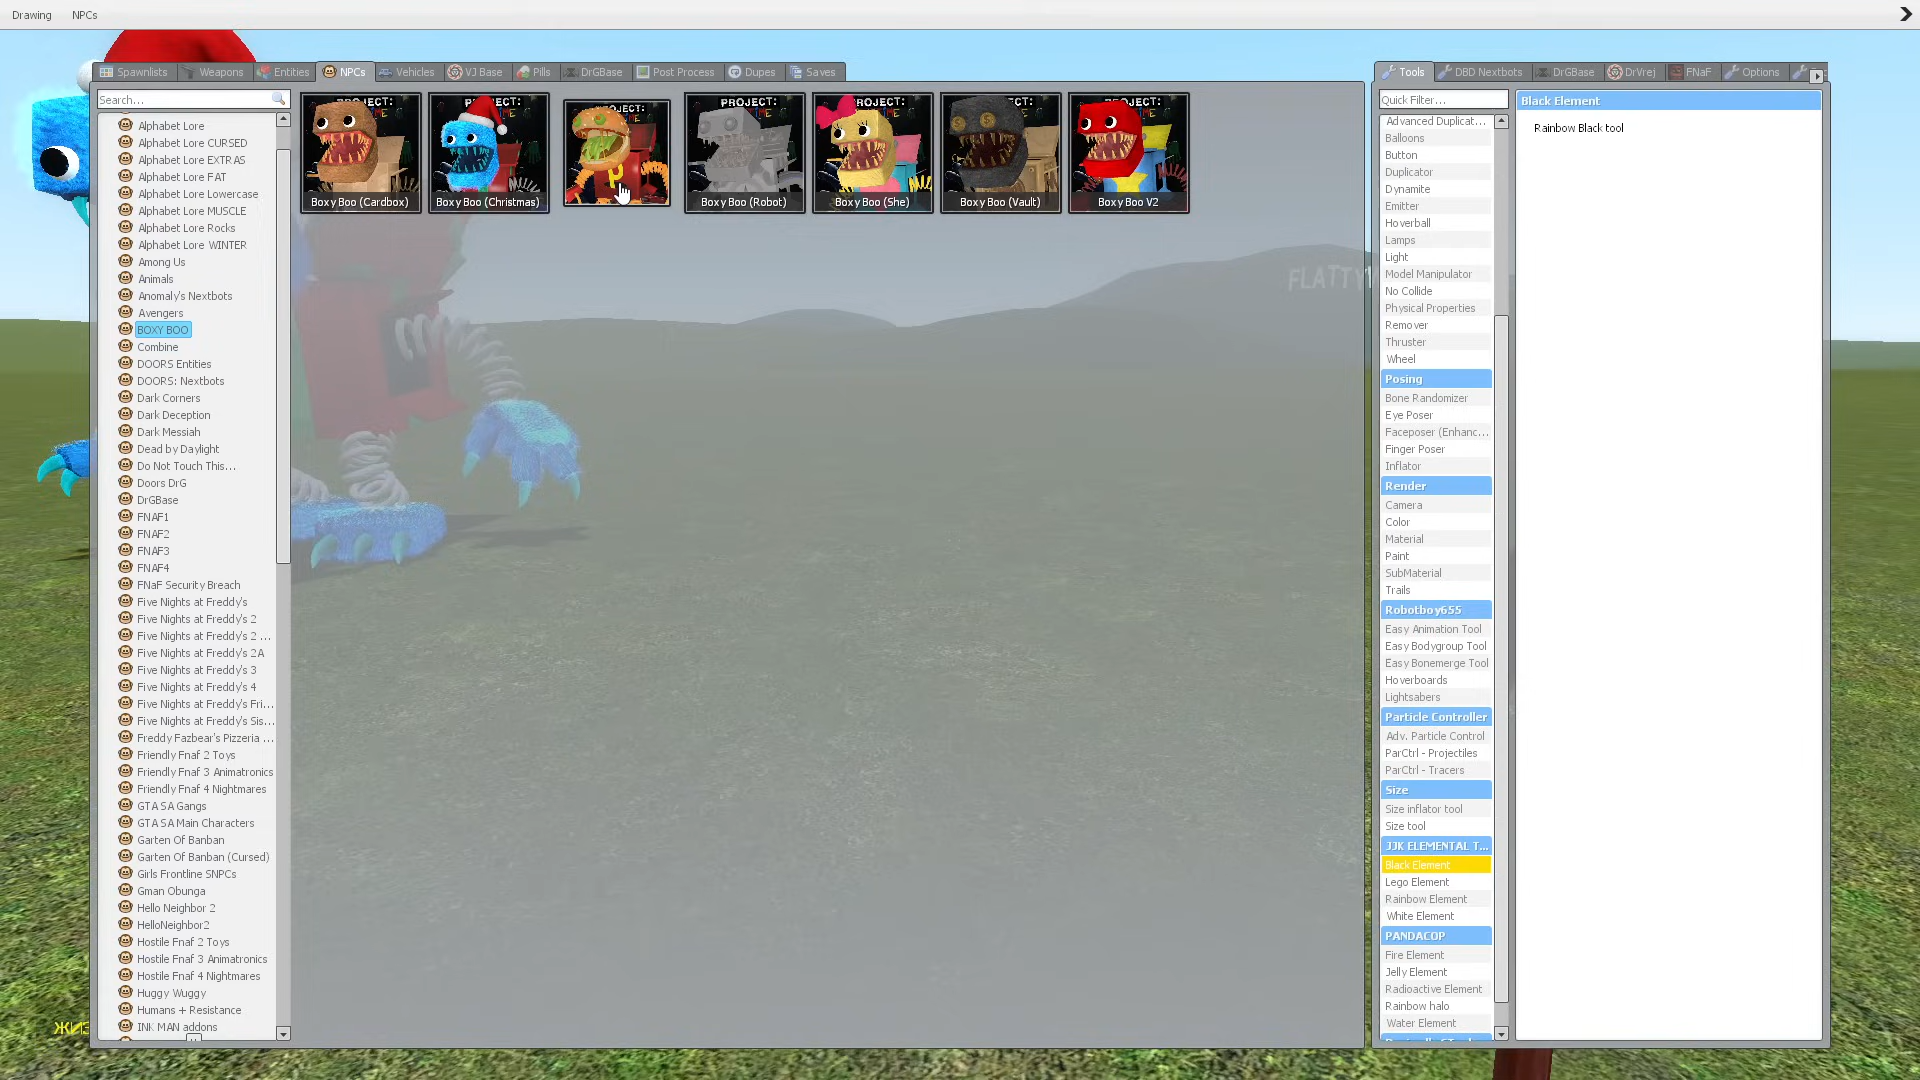 Drawing NPCs
Spawnlists Weapons Entities NPCs Vehicles VJ Base Pills DrGBase Post Process Dupes Saves
Search...
Alphabet Lore
Alphabet Lore CURSED
Alphabet Lore EXTRAS
Alphabet Lore FAT
Alphabet Lore Lowercase
Alphabet Lore MUSCLE
Alphabet Lore Rocks
Alphabet Lore WINTER
Among Us
Animals
Anomaly's Nextbots
Avengers
BOXY BOO
Combine
DOORS Entities
DOORS: Nextbots
Dark Corners
Dark Deception
Dark Messiah
Dead by Daylight
Do Not Touch This...
Doors DrG
DrGBase
FNAF1
FNAF2
FNAF3
FNAF4
FNaF Security Breach
Five Nights at Freddy's
Five Nights at Freddy's 2
Five Nights at Freddy's 2 ...
Five Nights at Freddy's 2A
Five Nights at Freddy's 3
Five Nights at Freddy's 4
Five Nights at Freddy's Fri...
Five Nights at Freddy's Sis...
Freddy Fazbear's Pizzeria ...
Friendly Fnaf 2 Toys
Friendly Fnaf 3 Animatronics
Friendly Fnaf 4 Nightmares
GTA SA Gangs
GTA SA Main Characters
Garten Of Banban
Garten Of Banban (Cursed)
Girls Frontline SNPCs
Gman Obunga
Hello Neighbor 2
HelloNeighbor2
Hostile Fnaf 2 Toys
Hostile Fnaf 3 Animatronics
Hostile Fnaf 4 Nightmares
Huggy Wuggy
Humans + Resistance
INK MAN addons
Boxy Boo (Cardbox)
Boxy Boo (Christmas)
PROJECT:
Boxy Boo (Robot)
Boxy Boo (She)
Boxy Boo (Vault)
Boxy Boo V2
FLATTY
Tools DBD Nextbots DrGBase DrVrej FNaF Options
Quick Filter...
Advanced Duplicat...
Balloons
Button
Duplicator
Dynamite
Emitter
Hoverball
Lamps
Light
Model Manipulator
No Collide
Physical Properties
Remover
Thruster
Wheel
Posing
Bone Randomizer
Eye Poser
Faceposer (Enhanc...
Finger Poser
Inflator
Render
Camera
Color
Material
Paint
SubMaterial
Trails
Robotboy655
Easy Animation Tool
Easy Bodygroup Tool
Easy Bonemerge Tool
Hoverboards
Lightsabers
Particle Controller
Adv. Particle Control
ParCtrl - Projectiles
ParCtrl - Tracers
Size
Size inflator tool
Size tool
JJK ELEMENTAL T...
Black Element
Lego Element
Rainbow Element
White Element
PANDACOP
Fire Element
Jelly Element
Radioactive Element
Rainbow halo
Water Element
Black Element
Rainbow Black tool